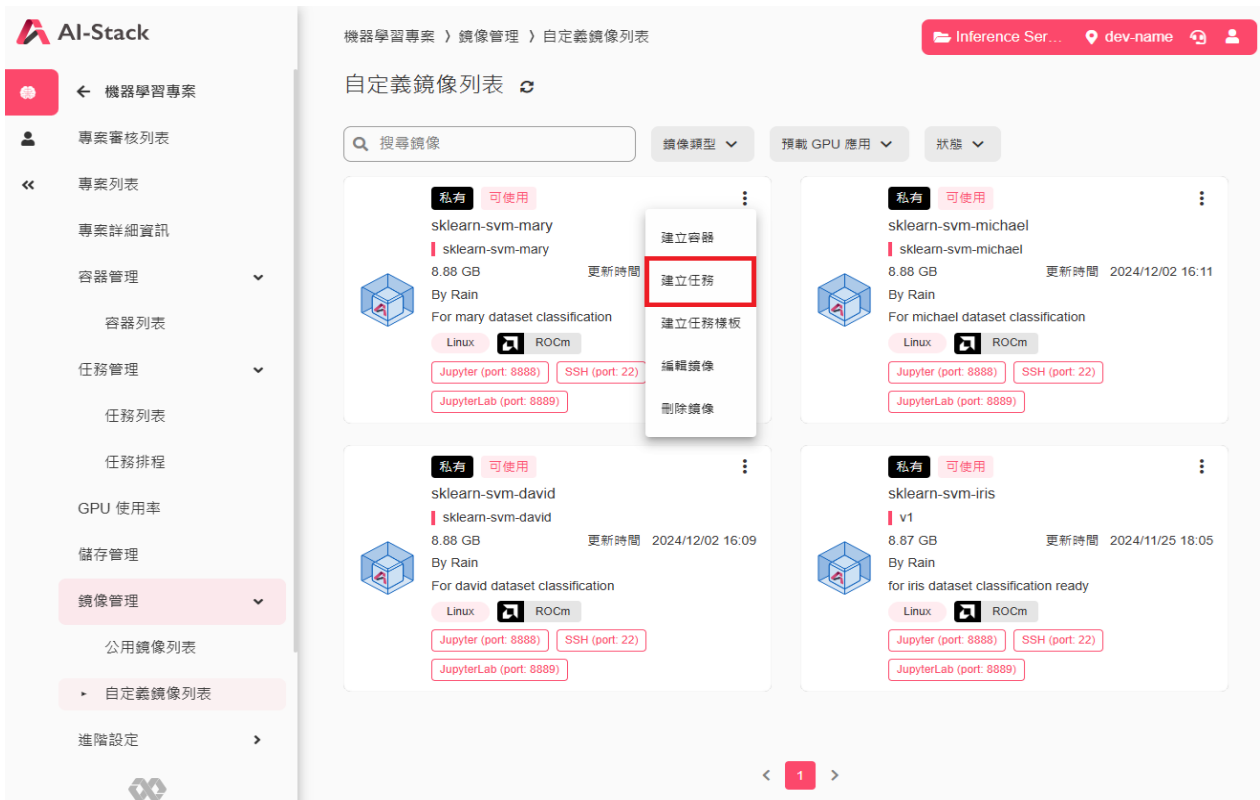 AI-Stack
機器學習專案
專案審核列表
專案列表
專案詳細資訊
容器管理
容器列表
任務管理
任務列表
任務排程
GPU 使用率
儲存管理
鏡像管理
公用鏡像列表
自定義鏡像列表
進階設定
機器學習專案 〉鏡像管理 〉自定義鏡像列表
Inference Ser... dev-name
自定義鏡像列表
搜尋鏡像 鏡像類型 預載 GPU 應用 狀態
私有 可使用
sklearn-svm-mary
sklearn-svm-mary
8.88 GB 更新時間
By Rain
For mary dataset classification
Linux ROCm
Jupyter (port: 8888) SSH (port: 22)
JupyterLab (port: 8889)
建立容器
建立任務
建立任務樣板
編輯鏡像
刪除鏡像
私有 可使用
sklearn-svm-michael
sklearn-svm-michael
8.88 GB 更新時間 2024/12/02 16:11
By Rain
For michael dataset classification
Linux ROCm
Jupyter (port: 8888) SSH (port: 22)
JupyterLab (port: 8889)
私有 可使用
sklearn-svm-david
sklearn-svm-david
8.88 GB 更新時間 2024/12/02 16:09
By Rain
For david dataset classification
Linux ROCm
Jupyter (port: 8888) SSH (port: 22)
JupyterLab (port: 8889)
私有 可使用
sklearn-svm-iris
v1
8.87 GB 更新時間 2024/11/25 18:05
By Rain
for iris dataset classification ready
Linux ROCm
Jupyter (port: 8888) SSH (port: 22)
JupyterLab (port: 8889)
1